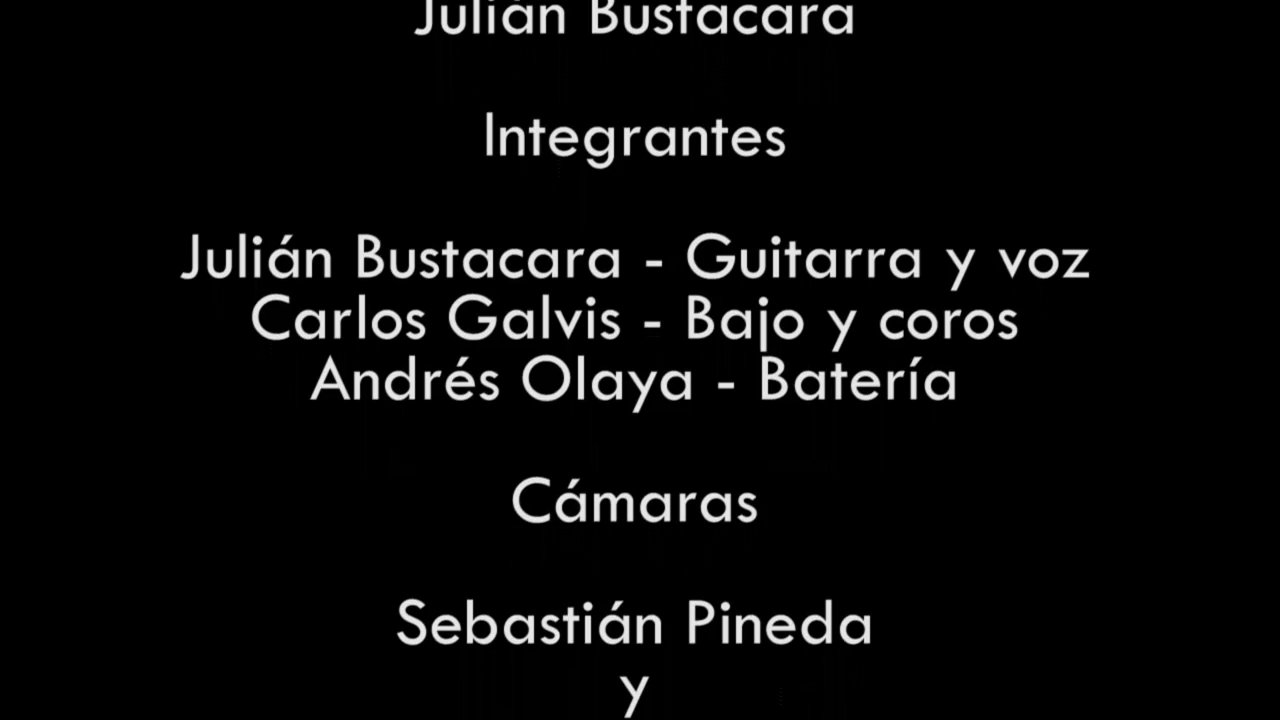 Julián Bustacara
Integrantes
Julián Bustacara - Guitarra y voz
Carlos Galvis - Bajo y coros
Andrés Olaya - Batería
Cámaras
Sebastián Pineda
y